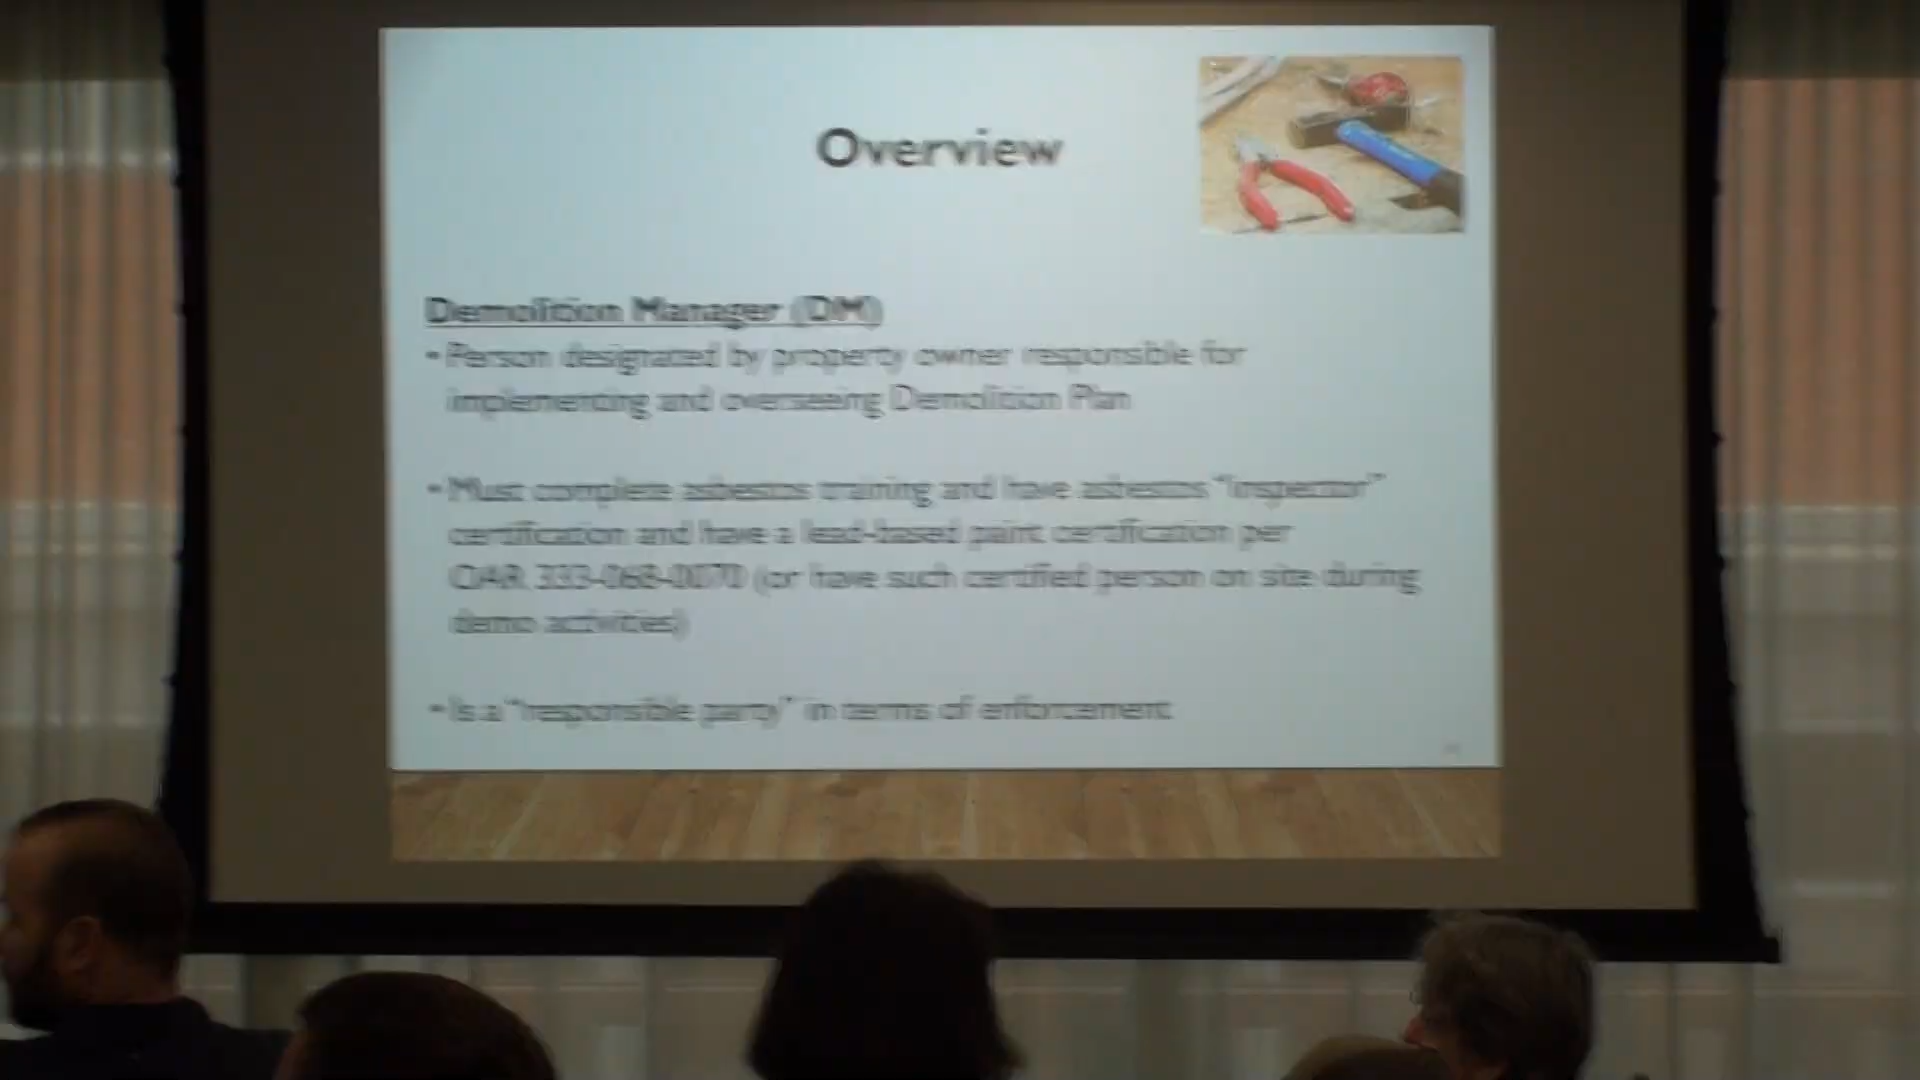 Overview
Demolition Manager (DM)
• Person designated by property owner responsible for
implementing and overseeing Demolition Plan
• Must complete asbestos training and have asbestos "inspector"
certification and have a lead-based paint certification per
OAR 333-068-0070 (or have such certified person on site during
demo activities)
• Is a "responsible party" in terms of enforcement